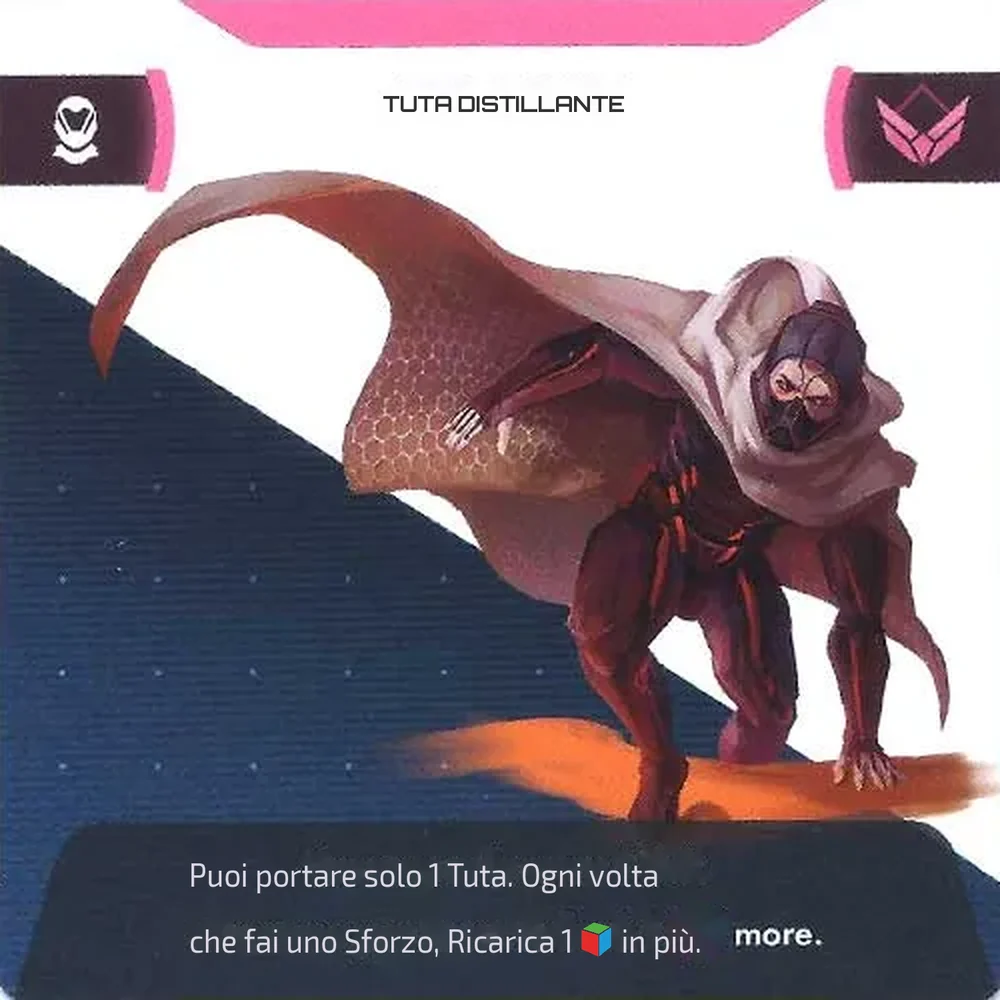 TUTA DISTILLANTE
Puoi portare solo 1 Tuta. Ogni volta
che fai uno Sforzo, Ricarica 1 in più. more.